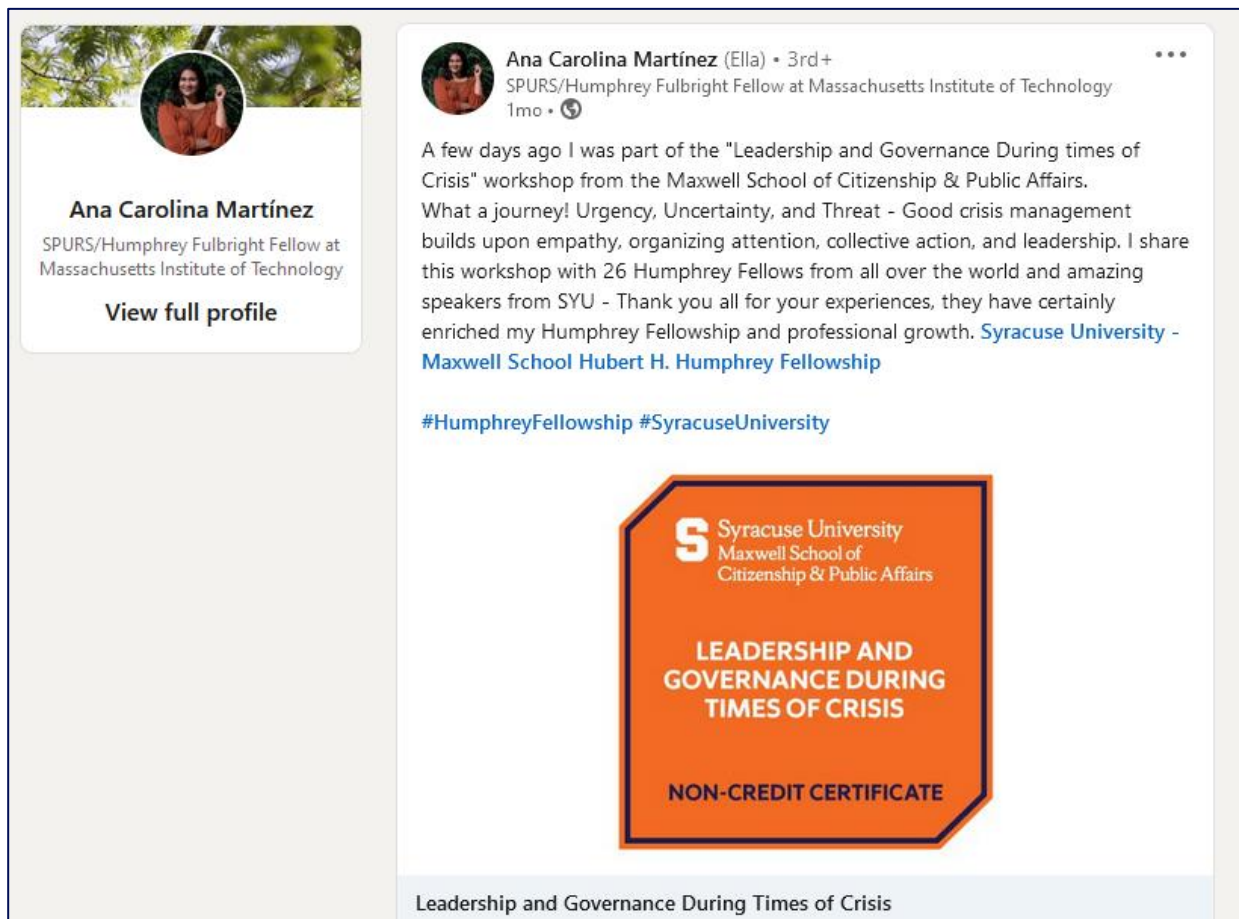 Ana Carolina Martínez
SPURS/Humphrey Fulbright Fellow at
Massachusetts Institute of Technology
View full profile
Ana Carolina Martínez (Ella) • 3rd+
SPURS/Humphrey Fulbright Fellow at Massachusetts Institute of Technology
1mo •
A few days ago I was part of the "Leadership and Governance During times of
Crisis" workshop from the Maxwell School of Citizenship & Public Affairs.
What a journey! Urgency, Uncertainty, and Threat - Good crisis management
builds upon empathy, organizing attention, collective action, and leadership. I share
this workshop with 26 Humphrey Fellows from all over the world and amazing
speakers from SYU - Thank you all for your experiences, they have certainly
enriched my Humphrey Fellowship and professional growth. Syracuse University -
Maxwell School Hubert H. Humphrey Fellowship
#HumphreyFellowship #SyracuseUniversity
S Syracuse University
Maxwell School of
Citizenship & Public Affairs
LEADERSHIP AND
GOVERNANCE DURING
TIMES OF CRISIS
NON-CREDIT CERTIFICATE
Leadership and Governance During Times of Crisis